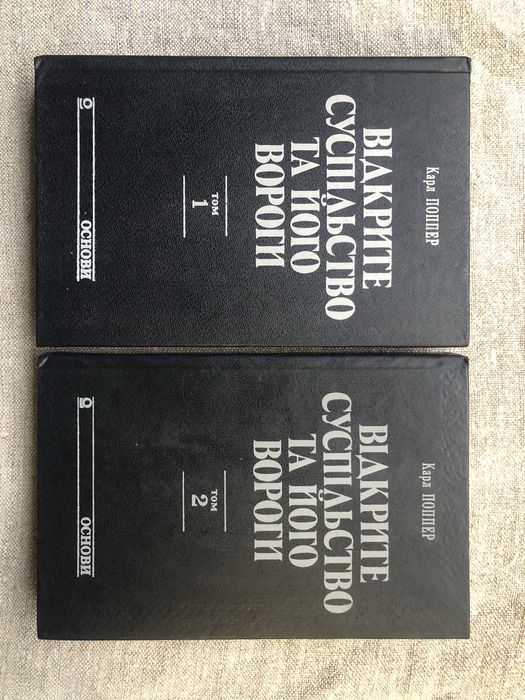 Карл ПОППЕР
ВІДКРИТЕ
СУСПІЛЬСТВО
ТА ЙОГО
ВОРОГИ
ТОМ
1
ОСНОВИ
Карл ПОППЕР
ВІДКРИТЕ
СУСПІЛЬСТВО
ТА ЙОГО
ВОРОГИ
ТОМ
2
ОСНОВИ